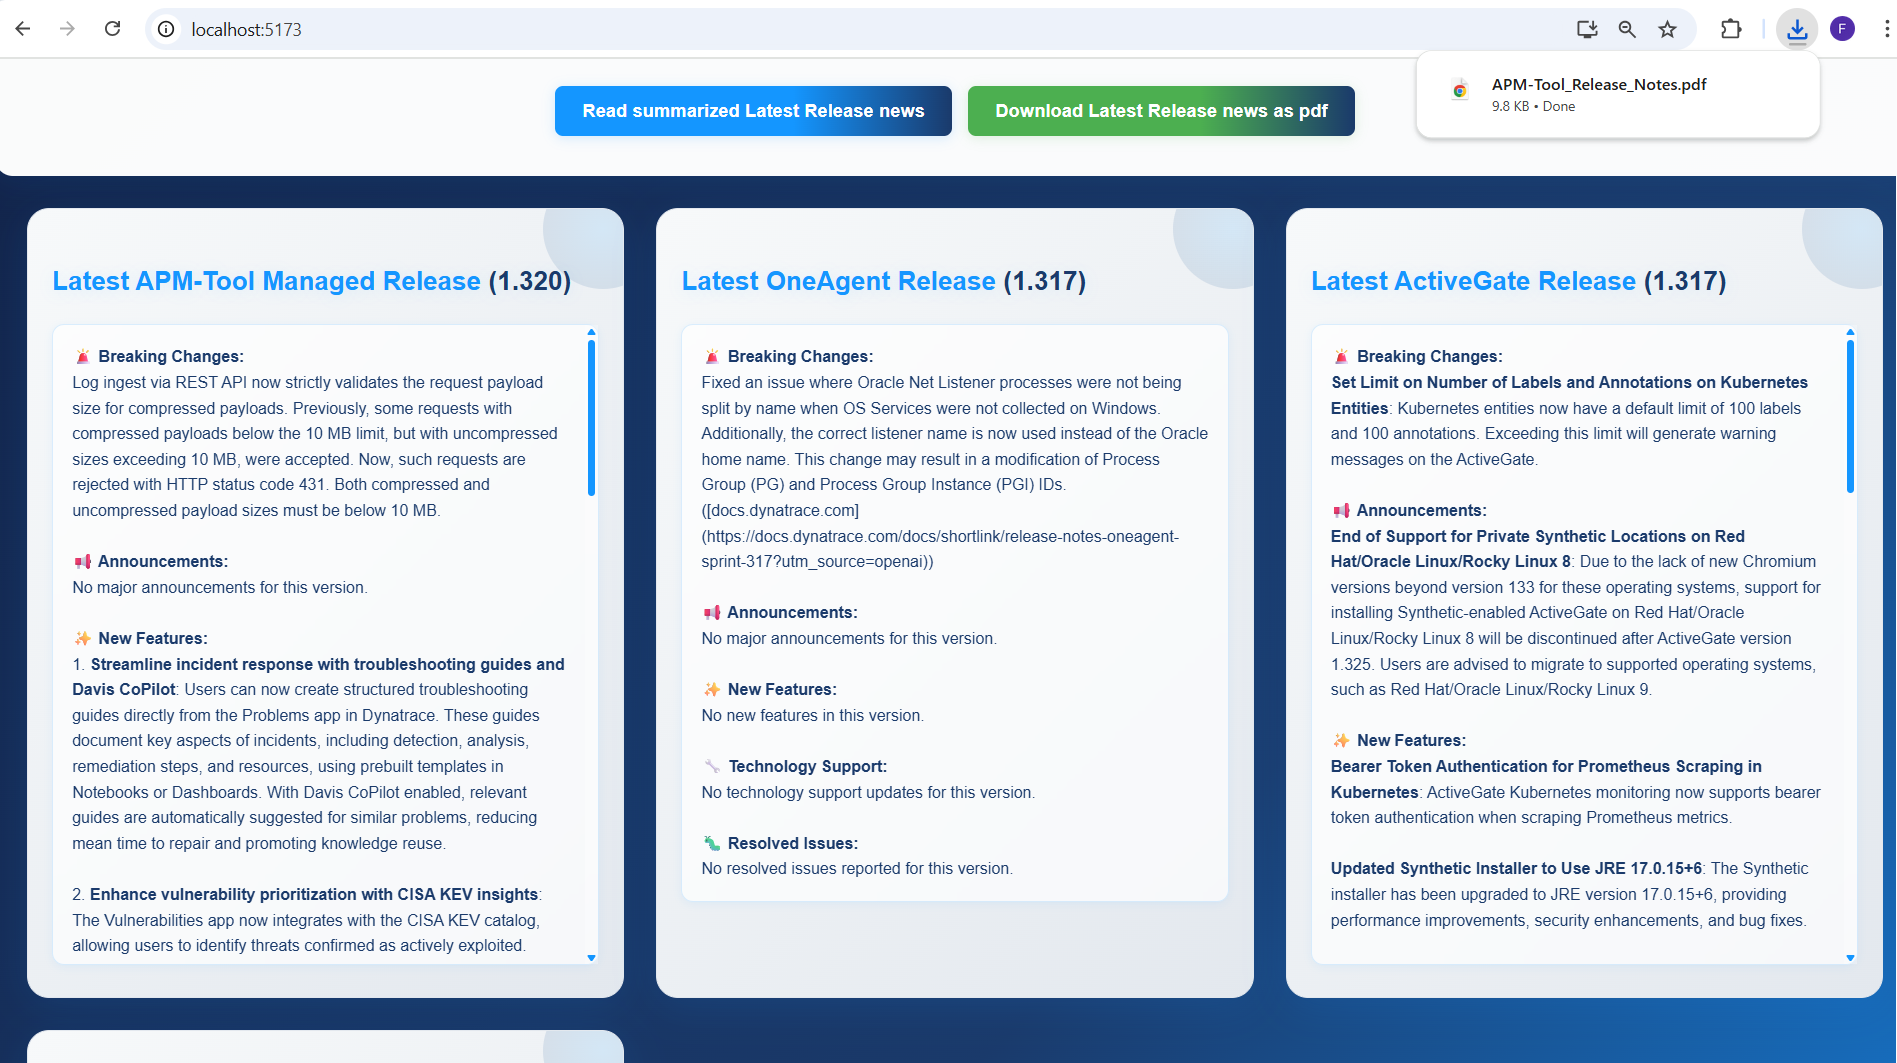 localhost:5173
F
APM-Tool_Release_Notes.pdf
9.8 KB • Done
Read summarized Latest Release news
Download Latest Release news as pdf
Latest APM-Tool Managed Release (1.320)
🚨 Breaking Changes:
Log ingest via REST API now strictly validates the request payload
size for compressed payloads. Previously, some requests with
compressed payloads below the 10 MB limit, but with uncompressed
sizes exceeding 10 MB, were accepted. Now, such requests are
rejected with HTTP status code 431. Both compressed and
uncompressed payload sizes must be below 10 MB.
📢 Announcements:
No major announcements for this version.
✨ New Features:
1. Streamline incident response with troubleshooting guides and
Davis CoPilot: Users can now create structured troubleshooting
guides directly from the Problems app in Dynatrace. These guides
document key aspects of incidents, including detection, analysis,
remediation steps, and resources, using prebuilt templates in
Notebooks or Dashboards. With Davis CoPilot enabled, relevant
guides are automatically suggested for similar problems, reducing
mean time to repair and promoting knowledge reuse.
2. Enhance vulnerability prioritization with CISA KEV insights:
The Vulnerabilities app now integrates with the CISA KEV catalog,
allowing users to identify threats confirmed as actively exploited.
Latest OneAgent Release (1.317)
🚨 Breaking Changes:
Fixed an issue where Oracle Net Listener processes were not being
split by name when OS Services were not collected on Windows.
Additionally, the correct listener name is now used instead of the Oracle
home name. This change may result in a modification of Process
Group (PG) and Process Group Instance (PGI) IDs.
([docs.dynatrace.com]
(https://docs.dynatrace.com/docs/shortlink/release-notes-oneagent-
sprint-317?utm_source=openai))
📢 Announcements:
No major announcements for this version.
✨ New Features:
No new features in this version.
🔧 Technology Support:
No technology support updates for this version.
🐛 Resolved Issues:
No resolved issues reported for this version.
Latest ActiveGate Release (1.317)
🚨 Breaking Changes:
Set Limit on Number of Labels and Annotations on Kubernetes
Entities: Kubernetes entities now have a default limit of 100 labels
and 100 annotations. Exceeding this limit will generate warning
messages on the ActiveGate.
📢 Announcements:
End of Support for Private Synthetic Locations on Red
Hat/Oracle Linux/Rocky Linux 8: Due to the lack of new Chromium
versions beyond version 133 for these operating systems, support for
installing Synthetic-enabled ActiveGate on Red Hat/Oracle
Linux/Rocky Linux 8 will be discontinued after ActiveGate version
1.325. Users are advised to migrate to supported operating systems,
such as Red Hat/Oracle Linux/Rocky Linux 9.
✨ New Features:
Bearer Token Authentication for Prometheus Scraping in
Kubernetes: ActiveGate Kubernetes monitoring now supports bearer
token authentication when scraping Prometheus metrics.
Updated Synthetic Installer to Use JRE 17.0.15+6: The Synthetic
installer has been upgraded to JRE version 17.0.15+6, providing
performance improvements, security enhancements, and bug fixes.